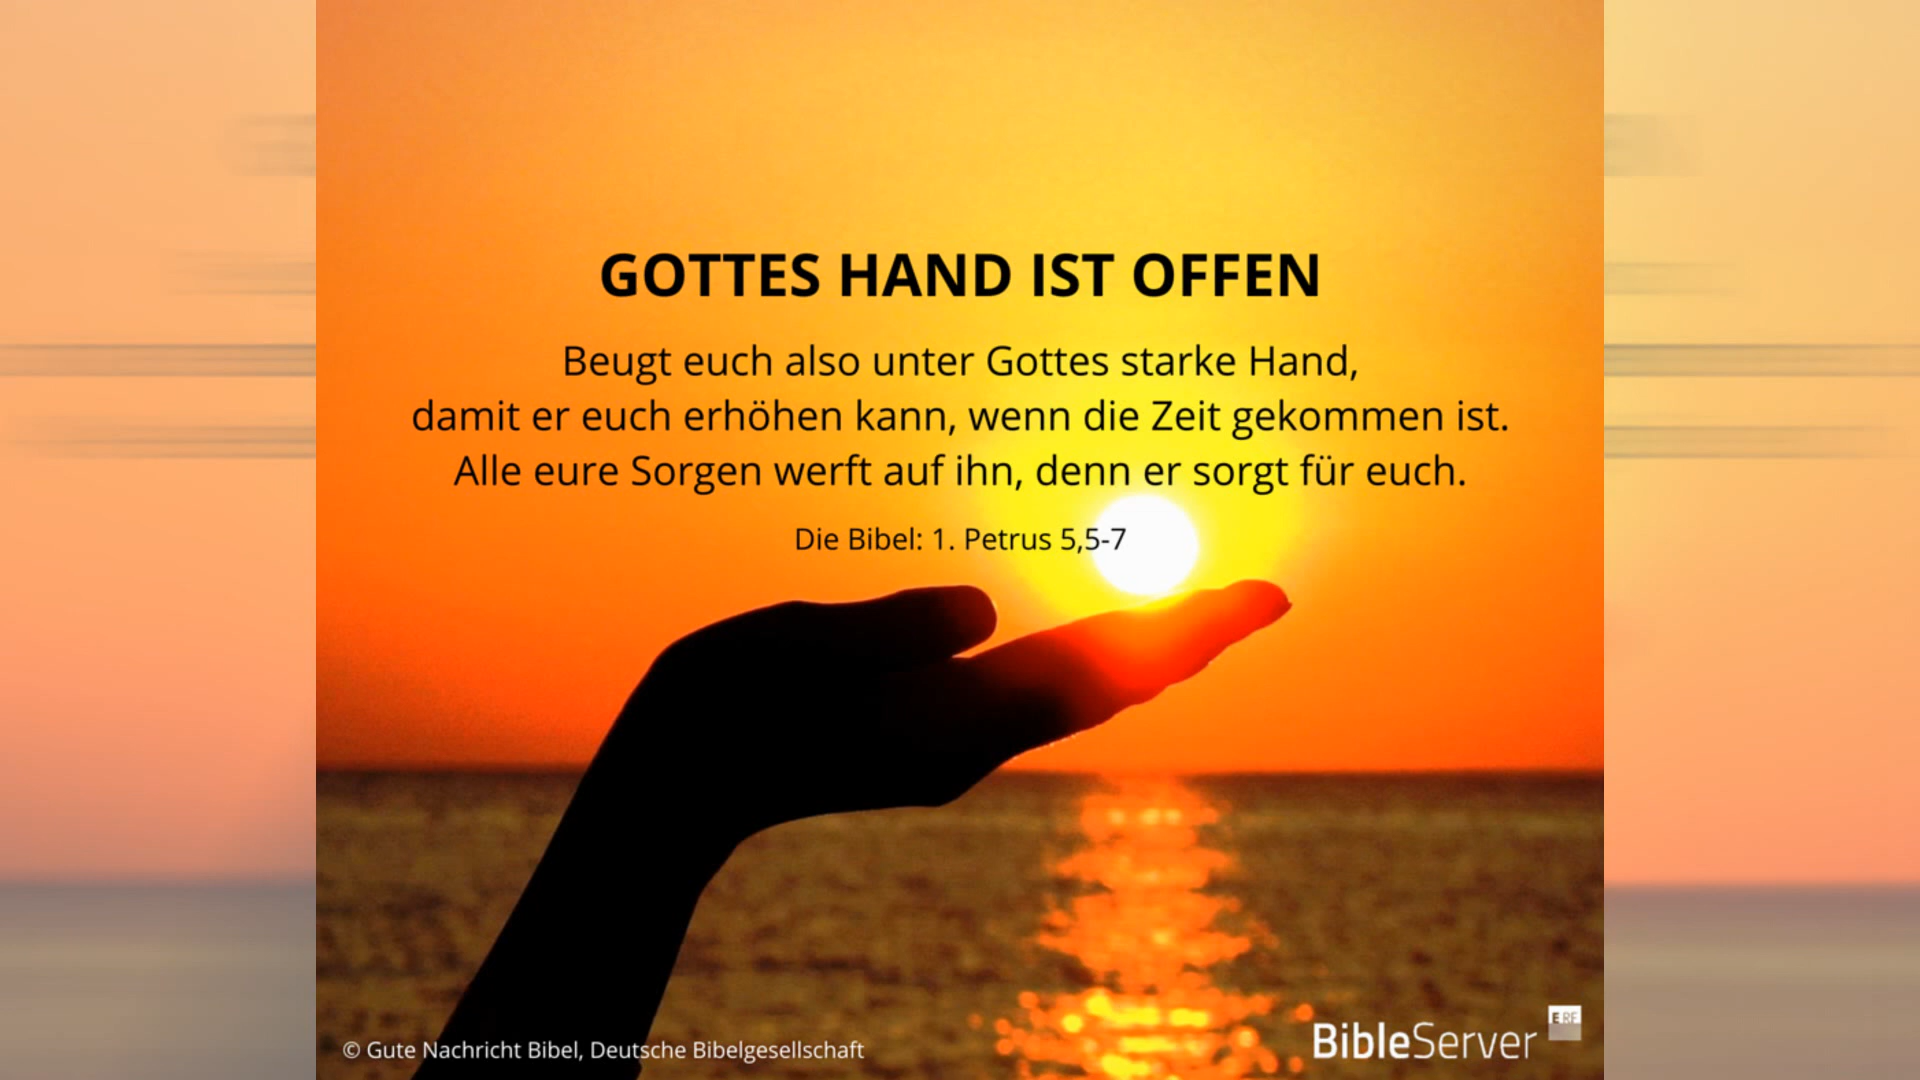 GOTTES HAND IST OFFEN
Beugt euch also unter Gottes starke Hand,
damit er euch erhöhen kann, wenn die Zeit gekommen ist.
Alle eure Sorgen werft auf ihn, denn er sorgt für euch.
Die Bibel: 1. Petrus 5,5-7
© Gute Nachricht Bibel, Deutsche Bibelgesellschaft
BibleServer
ERF